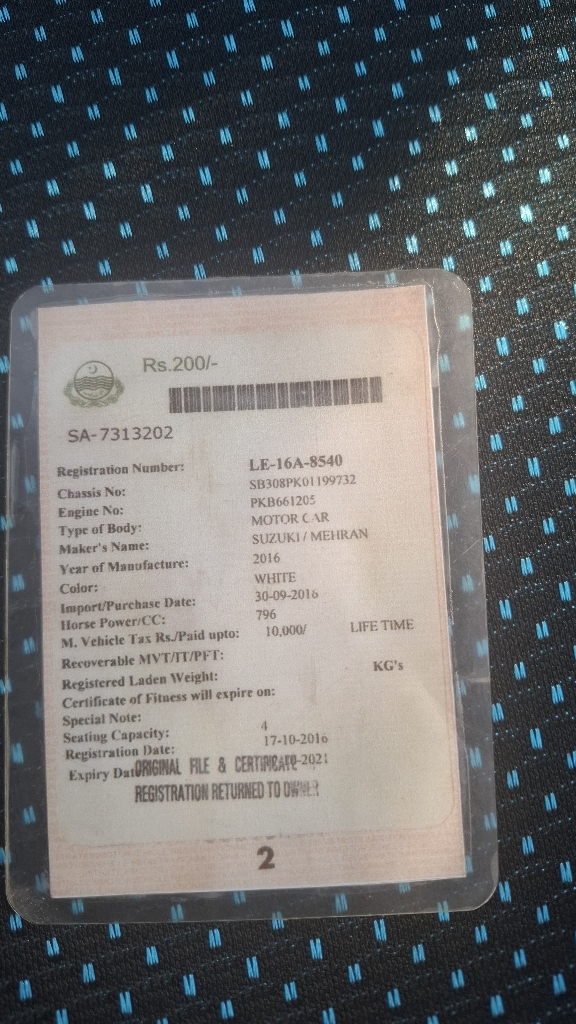 Rs.200/-
SA-7313202
Registration Number: LE-16A-8540
Chassis No: SB308PK01199732
Engine No: PKB661205
Type of Body: MOTOR CAR
Maker's Name: SUZUKI / MEHRAN
Year of Manufacture: 2016
Color: WHITE
Import/Purchase Date: 30-09-2016
Horse Power/CC: 796
M. Vehicle Tax Rs./Paid upto: 10,000/ LIFE TIME
Recoverable MVT/IT/PFT:
Registered Laden Weight: KG's
Certificate of Fitness will expire on:
Special Note:
Seating Capacity: 4
Registration Date: 17-10-2016
Expiry -2021
ORIGINAL FILE & CERTIFICATE
REGISTRATION RETURNED TO OWNER
2